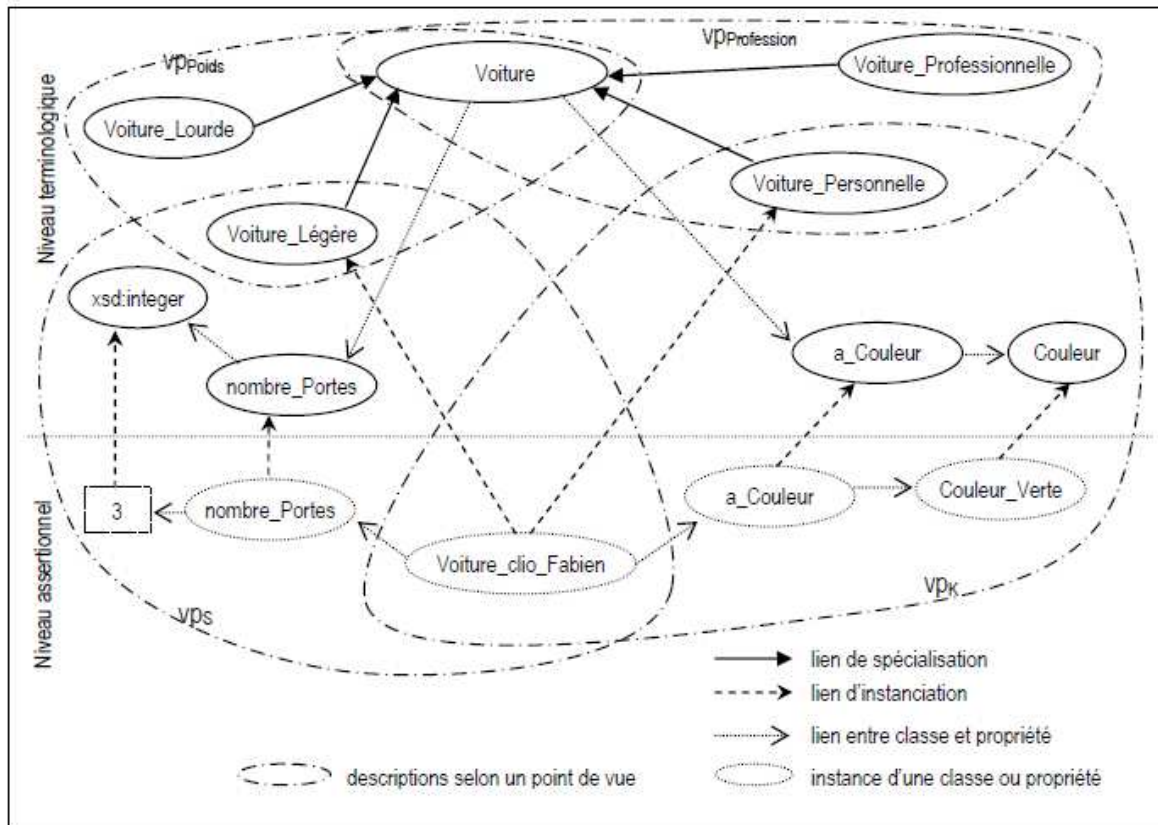 vpPoids
vpProfession
Voiture
Voiture_Professionnelle
Voiture_Lourde
Voiture_Personnelle
Niveau terminologique
Voiture_Légère
xsd:integer
a_Couleur
Couleur
nombre_Portes
3
nombre_Portes
a_Couleur
Couleur_Verte
Voiture_clio_Fabien
Niveau assertionnel
vpS
vpK
lien de spécialisation
lien d'instanciation
lien entre classe et propriété
descriptions selon un point de vue
instance d'une classe ou propriété